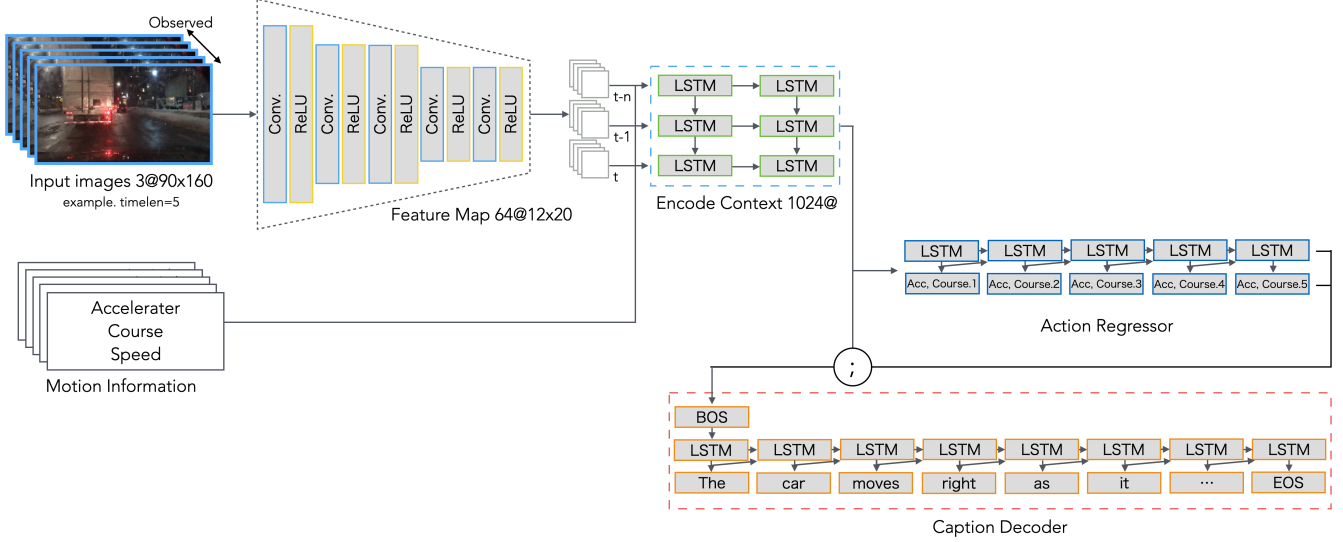 Observed
Input images 3@90x160
example. timelen=5
Conv.
ReLU
Conv.
ReLU
Conv.
ReLU
Conv.
ReLU
Conv.
ReLU
Feature Map 64@12x20
t-n
t-1
t
LSTM
LSTM
LSTM
LSTM
LSTM
LSTM
Encode Context 1024@
Accelerater
Course
Speed
Motion Information
LSTM LSTM LSTM LSTM LSTM
Acc, Course.1 Acc, Course.2 Acc, Course.3 Acc, Course.4 Acc, Course.5
Action Regressor
;
BOS
LSTM LSTM LSTM LSTM LSTM LSTM LSTM LSTM
The car moves right as it ... EOS
Caption Decoder